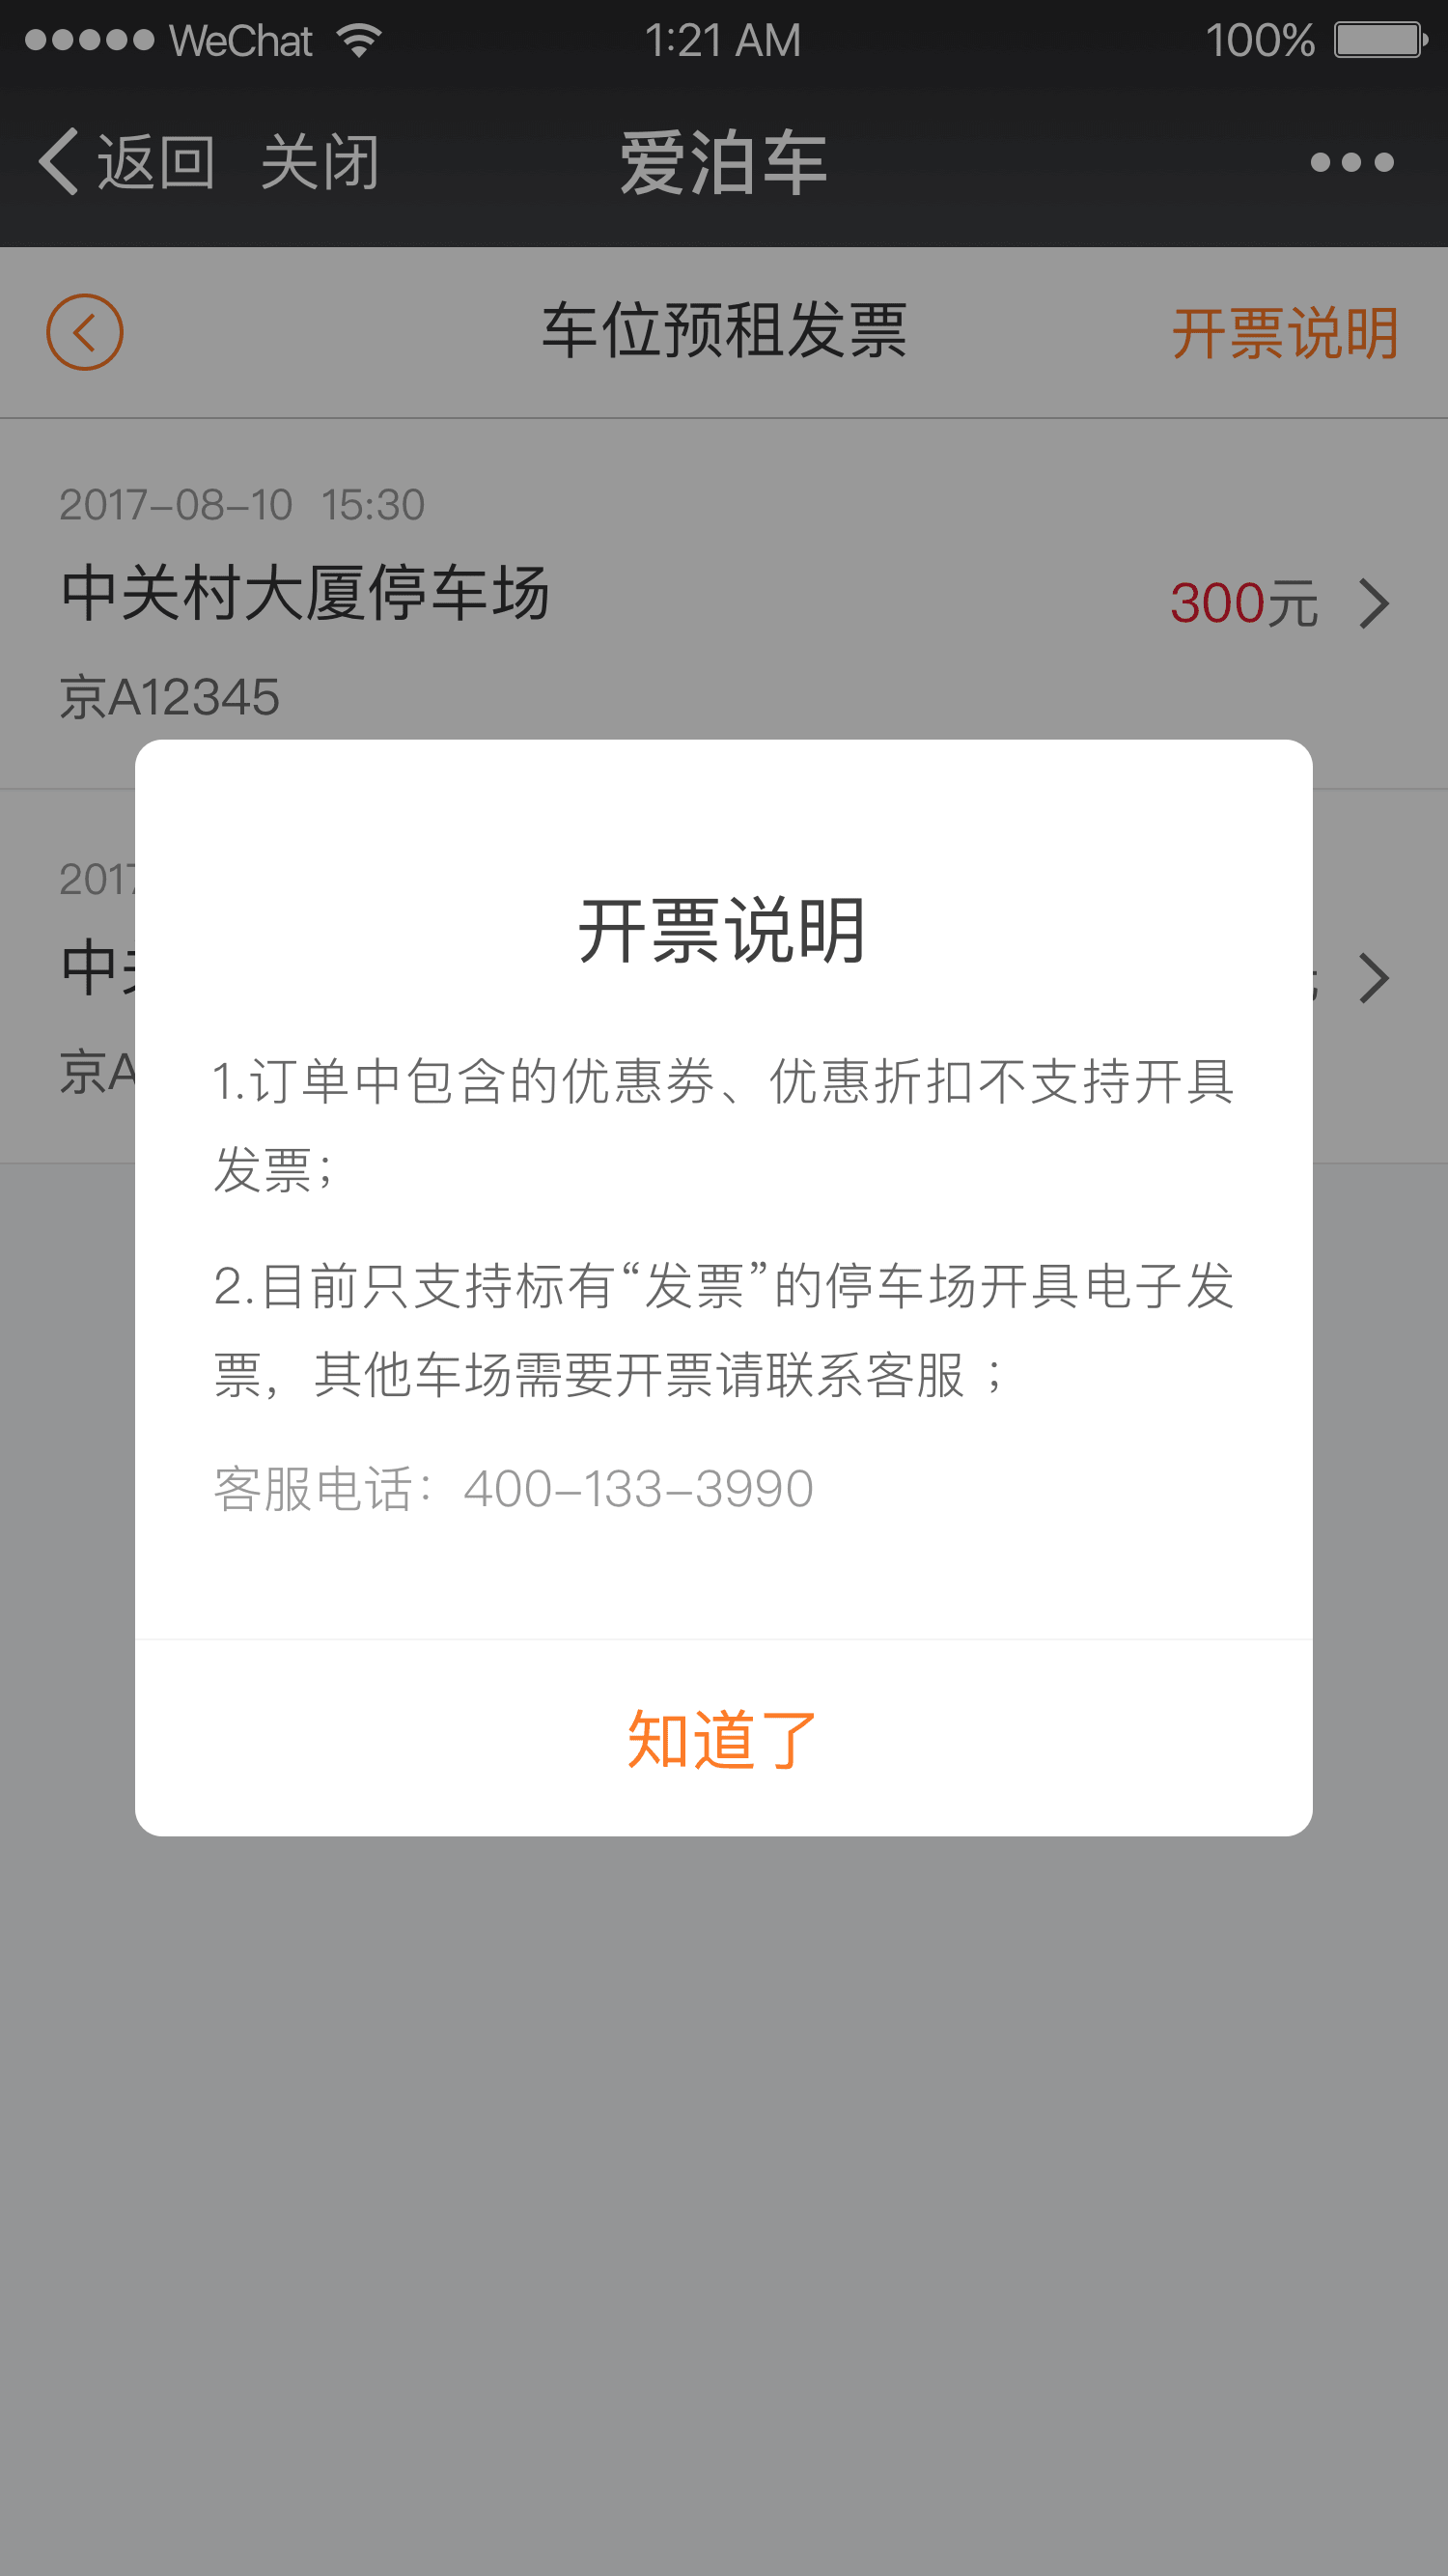 WeChat 1:21 AM 100%
返回 关闭 爱泊车
车位预租发票 开票说明
2017-08-10 15:30
中关村大厦停车场
300元
京A12345
2017
中
京A
开票说明
1.订单中包含的优惠券、优惠折扣不支持开具
发票；
2.目前只支持标有“发票”的停车场开具电子发
票，其他车场需要开票请联系客服 ；
客服电话：400-133-3990
知道了